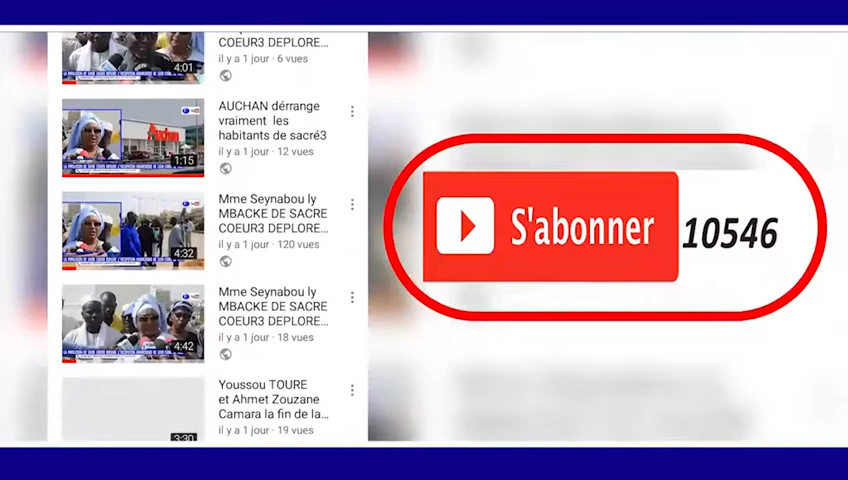 COEUR3 DEPLORE...
il y a 1 jour · 6 vues
4:01
AUCHAN dérrange
vraiment les
habitants de sacré3
il y a 1 jour · 12 vues
Auchan
1:15
Mme Seynabou ly
MBACKE DE SACRE
COEUR3 DEPLORE...
il y a 1 jour · 120 vues
4:32
Mme Seynabou ly
MBACKE DE SACRE
COEUR3 DEPLORE...
il y a 1 jour · 18 vues
4:42
Youssou TOURE
et Ahmet Zouzane
Camara la fin de la...
il y a 1 jour · 19 vues
3:30
S'abonner 10546